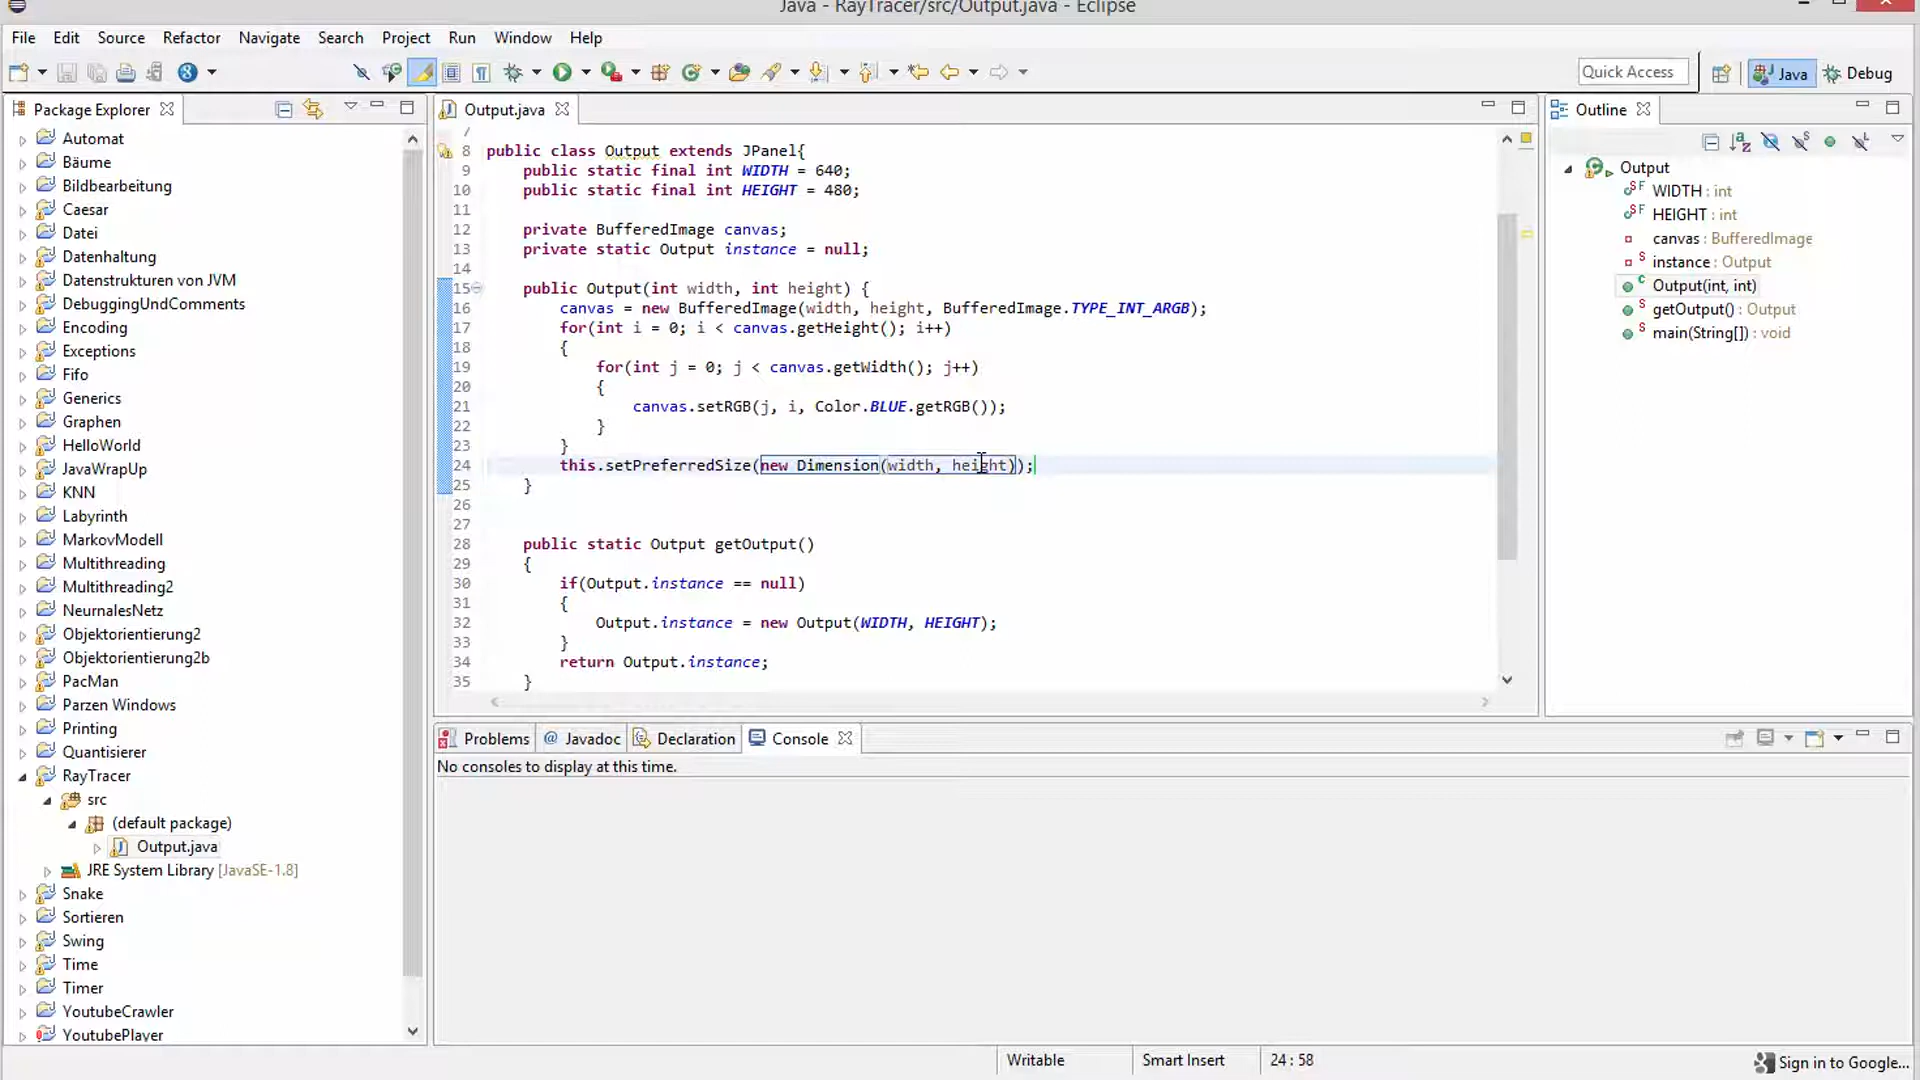 Java - RayTracer/src/Output.java - Eclipse
File Edit Source Refactor Navigate Search Project Run Window Help
Quick Access Java Debug
Package Explorer
Automat
Bäume
Bildbearbeitung
Caesar
Datei
Datenhaltung
Datenstrukturen von JVM
DebuggingUndComments
Encoding
Exceptions
Fifo
Generics
Graphen
HelloWorld
JavaWrapUp
KNN
Labyrinth
MarkovModell
Multithreading
Multithreading2
NeurnalesNetz
Objektorientierung2
Objektorientierung2b
PacMan
Parzen Windows
Printing
Quantisierer
RayTracer
src
(default package)
Output.java
JRE System Library [JavaSE-1.8]
Snake
Sortieren
Swing
Time
Timer
YoutubeCrawler
YoutubePlayer
Output.java
7
8 public class Output extends JPanel{
9 public static final int WIDTH = 640;
10 public static final int HEIGHT = 480;
11
12 private BufferedImage canvas;
13 private static Output instance = null;
14
15 public Output(int width, int height) {
16 canvas = new BufferedImage(width, height, BufferedImage.TYPE_INT_ARGB);
17 for(int i = 0; i < canvas.getHeight(); i++)
18 {
19 for(int j = 0; j < canvas.getWidth(); j++)
20 {
21 canvas.setRGB(j, i, Color.BLUE.getRGB());
22 }
23 }
24 this.setPreferredSize(new Dimension(width, height));
25 }
26
27
28 public static Output getOutput()
29 {
30 if(Output.instance == null)
31 {
32 Output.instance = new Output(WIDTH, HEIGHT);
33 }
34 return Output.instance;
35 }
Outline
Output
WIDTH : int
HEIGHT : int
canvas : BufferedImage
instance : Output
Output(int, int)
getOutput() : Output
main(String[]) : void
Problems @ Javadoc Declaration Console
No consoles to display at this time.
Writable Smart Insert 24 : 58 Sign in to Google...